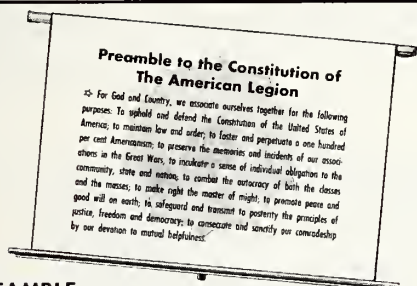 Preamble to the Constitution of
The American Legion
☆ For God and Country, we associate ourselves together for the following
purposes: To uphold and defend the Constitution of the United States of
America; to maintain law and order; to foster and perpetuate a one hundred
per cent Americanism; to preserve the memories and incidents of our associ-
ations in the Great Wars; to inculcate a sense of individual obligation to the
community, state and nation; to combat the autocracy of both the classes
and the masses; to make right the master of might; to promote peace and
good will on earth; to safeguard and transmit to posterity the principles of
justice, freedom and democracy; to consecrate and sanctify our comradeship
by our devotion to mutual helpfulness.